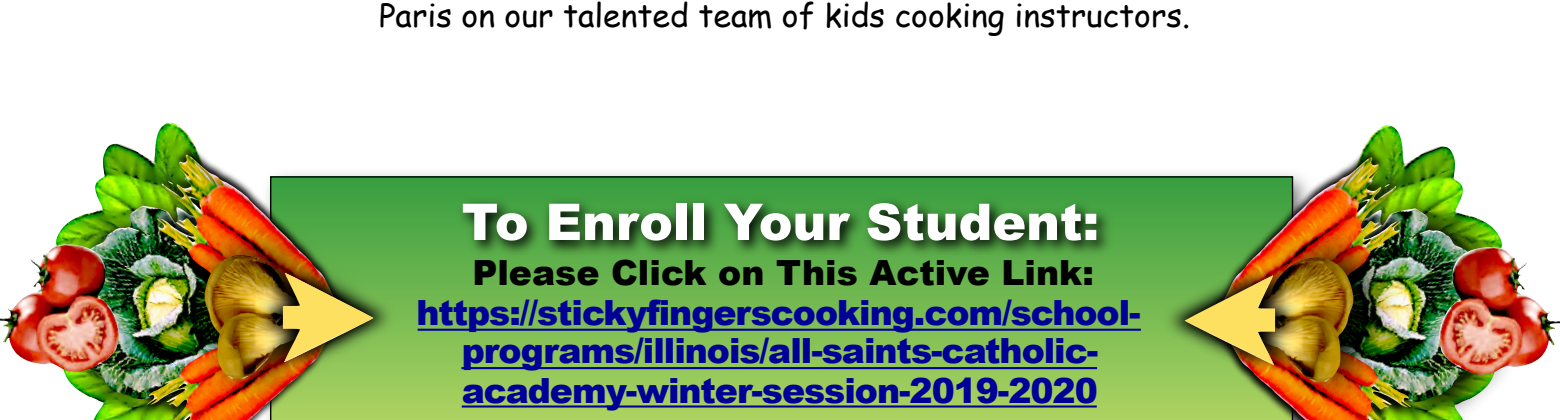 Paris on our talented team of kids cooking instructors.
To Enroll Your Student:
Please Click on This Active Link:
https://stickyfingerscooking.com/school-
programs/illinois/all-saints-catholic-
academy-winter-session-2019-2020